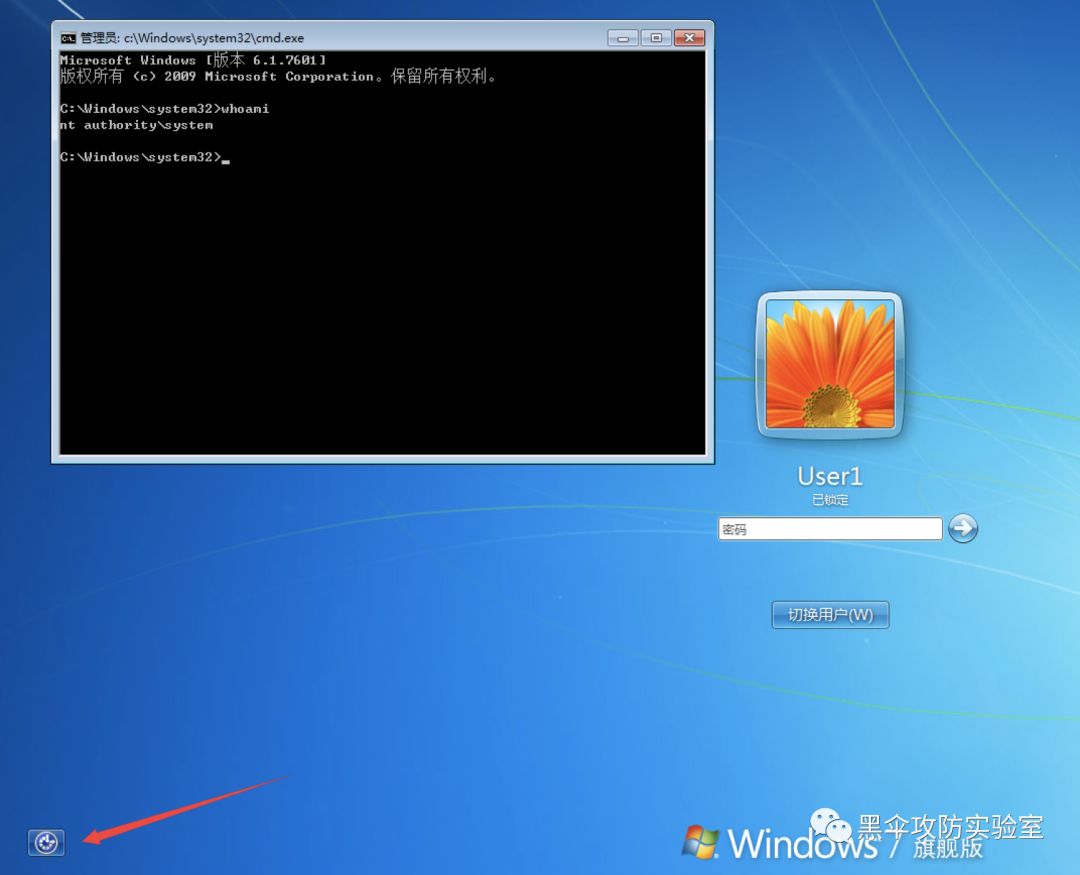 管理员: c:\Windows\system32\cmd.exe
Microsoft Windows [版本 6.1.7601]
版权所有 (c) 2009 Microsoft Corporation。保留所有权利。
C:\Windows\system32>whoami
nt authority\system
C:\Windows\system32>
User1
已锁定
密码
切换用户(W)
黑伞攻防实验室
Windows 7 旗舰版